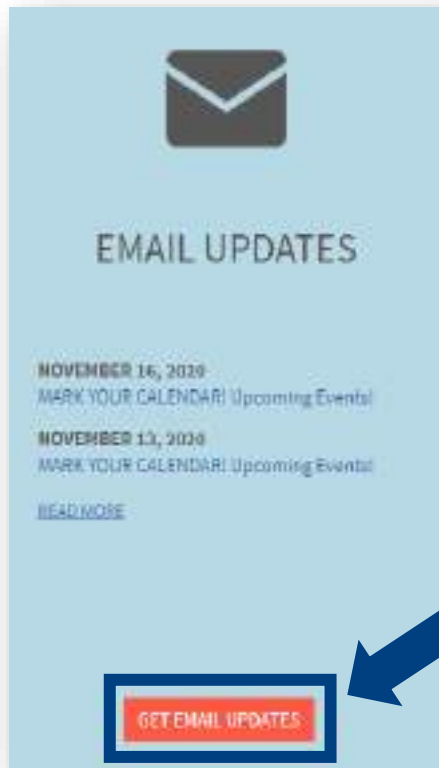 EMAIL UPDATES
NOVEMBER 16, 2020
MARK YOUR CALENDAR! Upcoming Events!
NOVEMBER 13, 2020
MARK YOUR CALENDAR! Upcoming Events!
READ MORE
GET EMAIL UPDATES